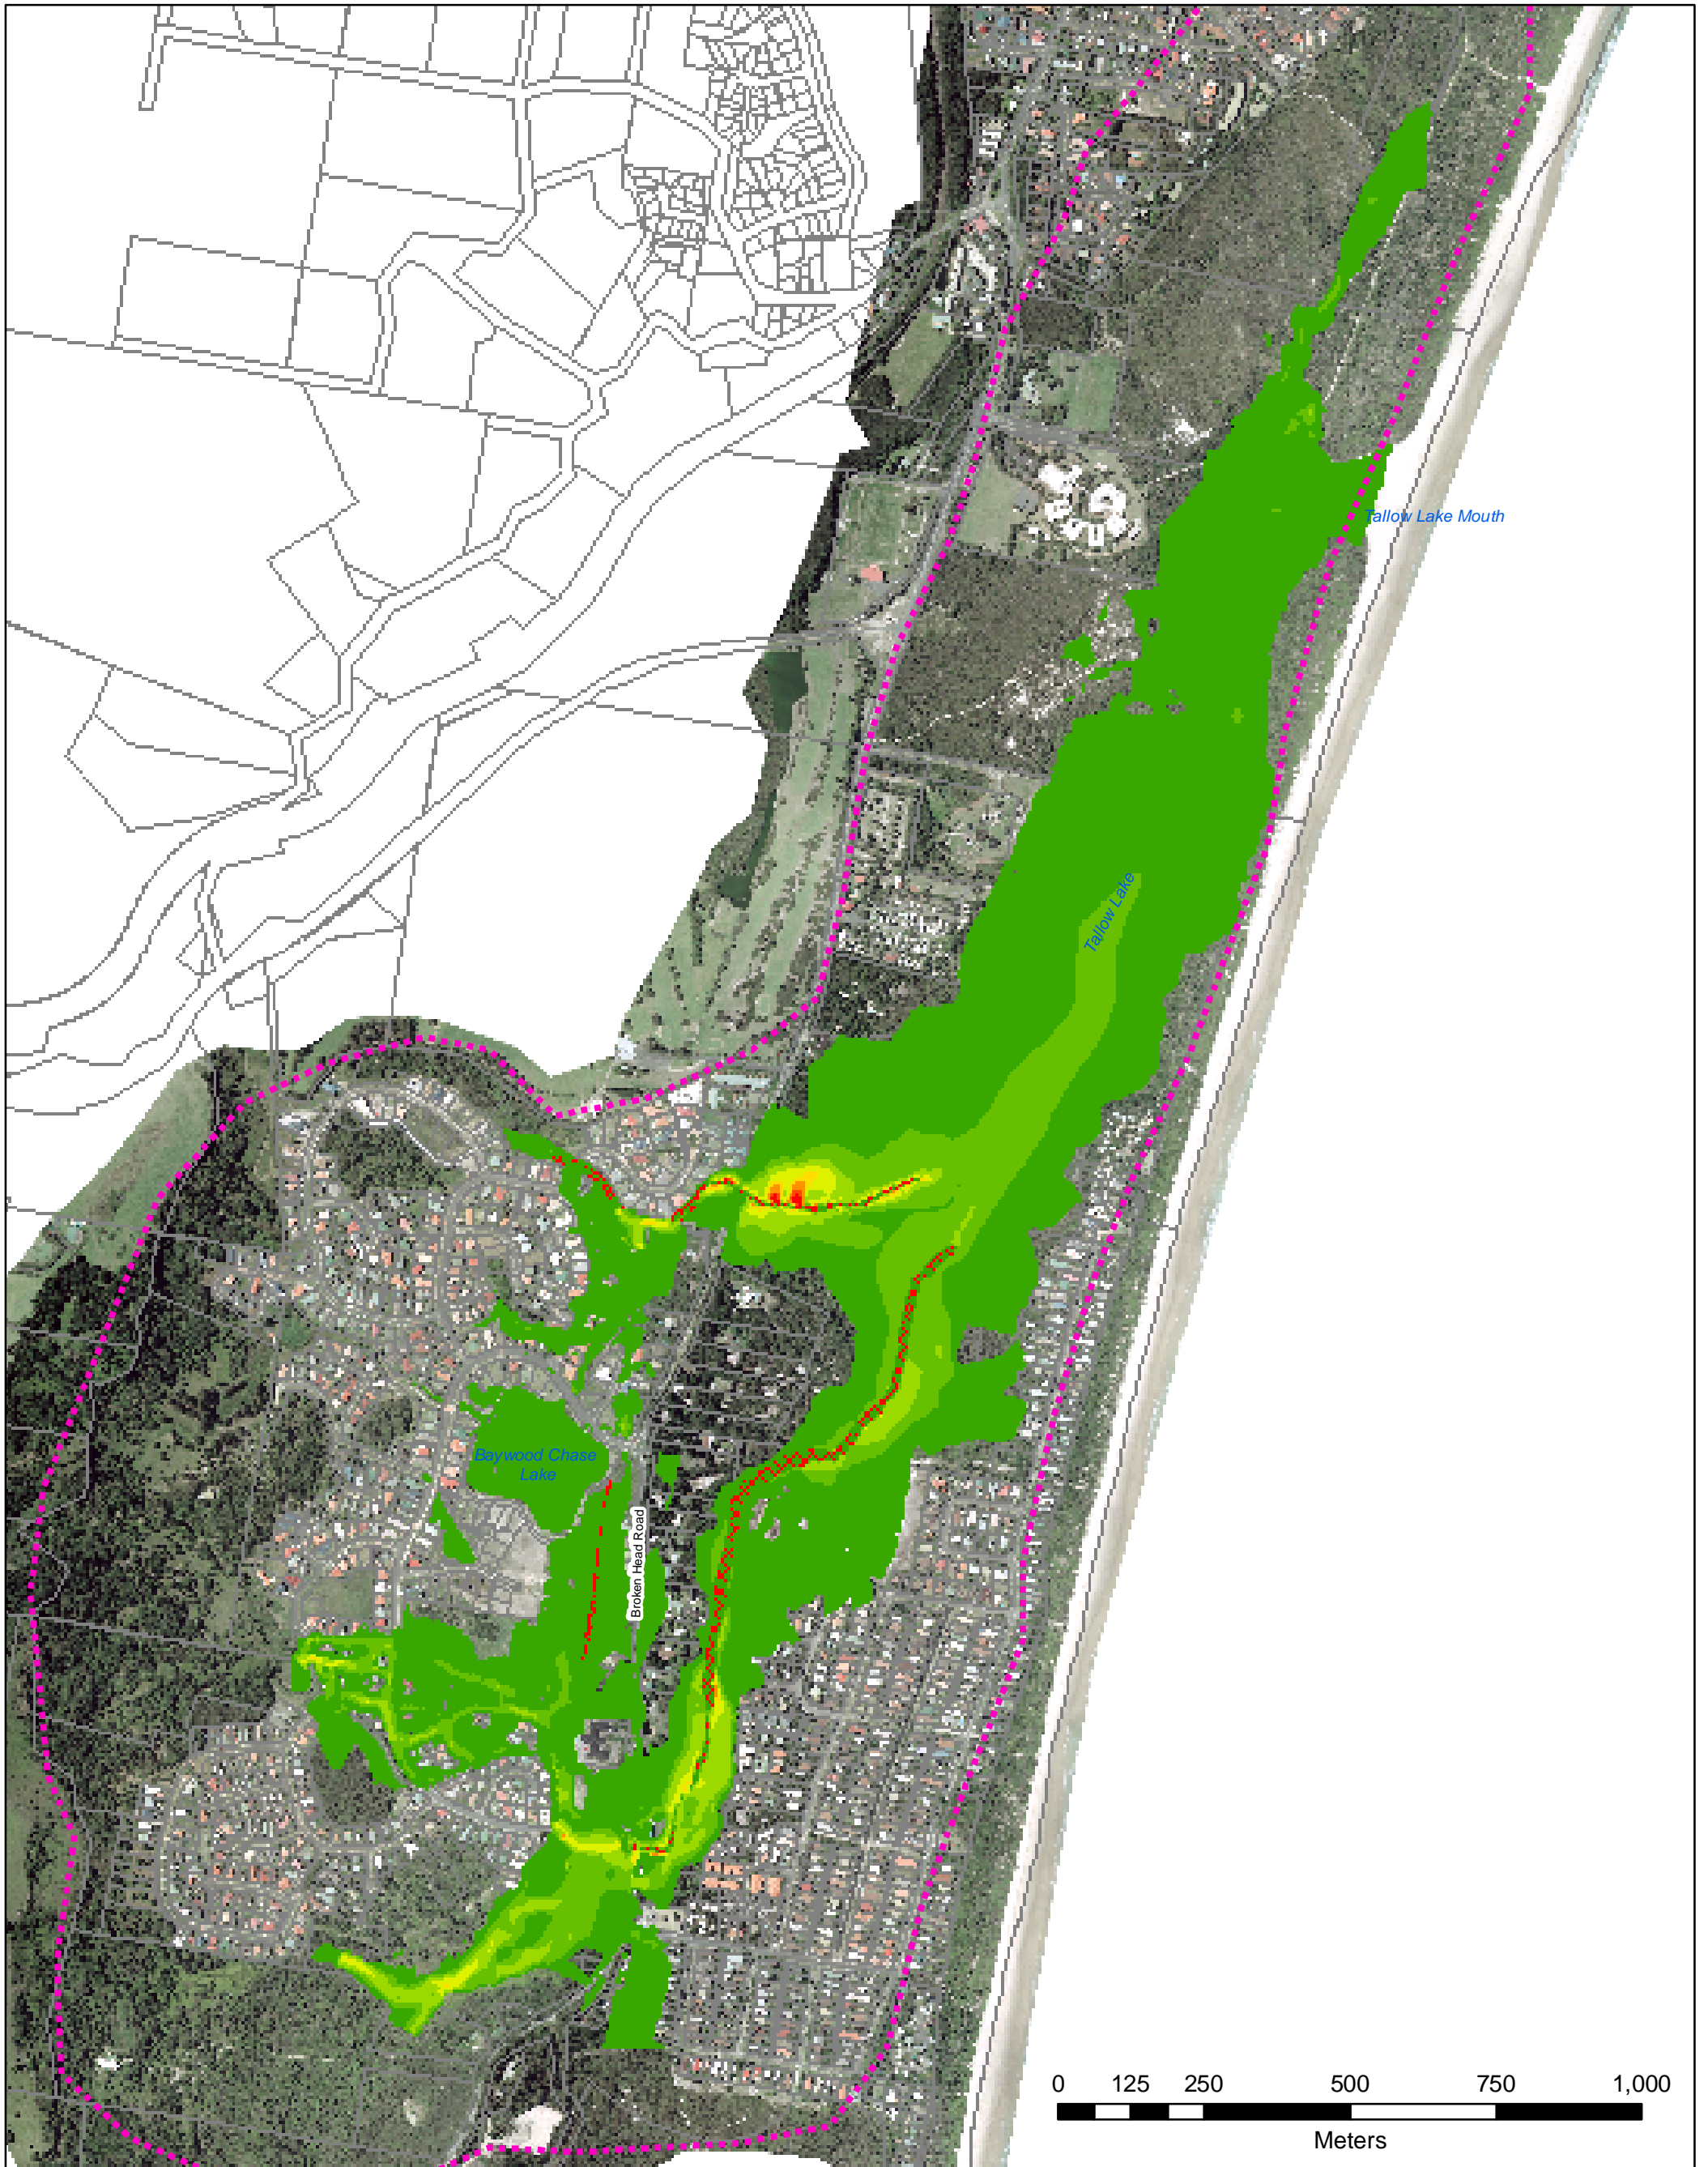 Tallow Lake Mouth
Tallow Lake
Baywood Chase
Lake
Broken Head Road
0 125 250 500 750 1,000
Meters